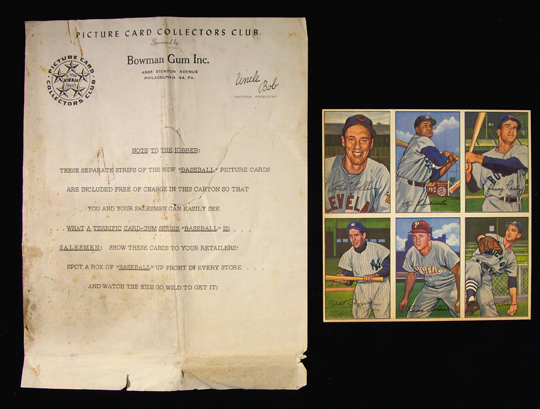 PICTURE CARD COLLECTORS CLUB
Sponsored by
Bowman Gum Inc.
4865 STENTON AVENUE
PHILADELPHIA 44, PA.
PICTURE CARD
COLLECTORS CLUB
Uncle Bob
NATIONAL PRESIDENT
NOTE TO THE JOBBER:
THESE SEPARATE STRIPS OF THE NEW "BASEBALL" PICTURE CARDS
ARE INCLUDED FREE OF CHARGE IN THIS CARTON SO THAT
YOU AND YOUR SALESMEN CAN EASILY SEE
WHAT A TERRIFIC CARD-GUM SERIES "BASEBALL" IS:
SALESMEN: SHOW THESE CARDS TO YOUR RETAILERS!
SPOT A BOX OF "BASEBALL" UP FRONT IN EVERY STORE . . .
AND WATCH THE KIDS GO WILD TO GET IT!
CLEVELA